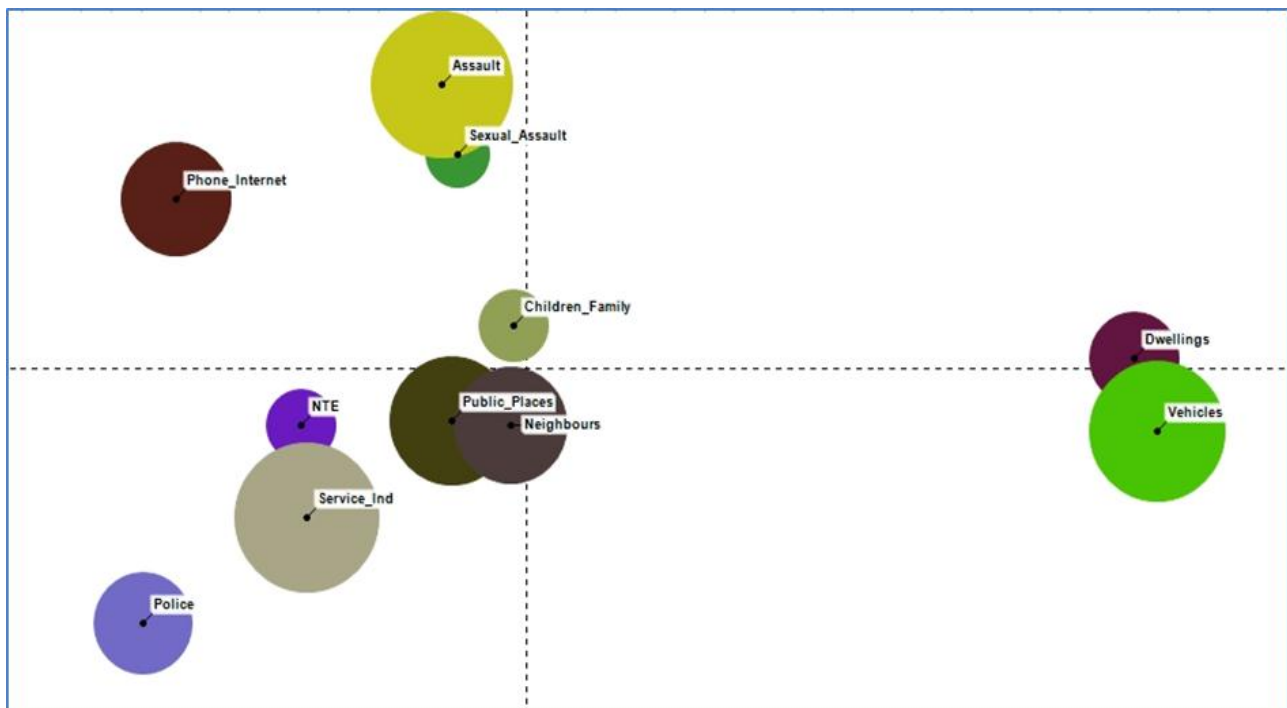 Assault
Sexual_Assault
Phone_Internet
Children_Family
Dwellings
NTE
Public_Places
Vehicles
Neighbours
Service_Ind
Police